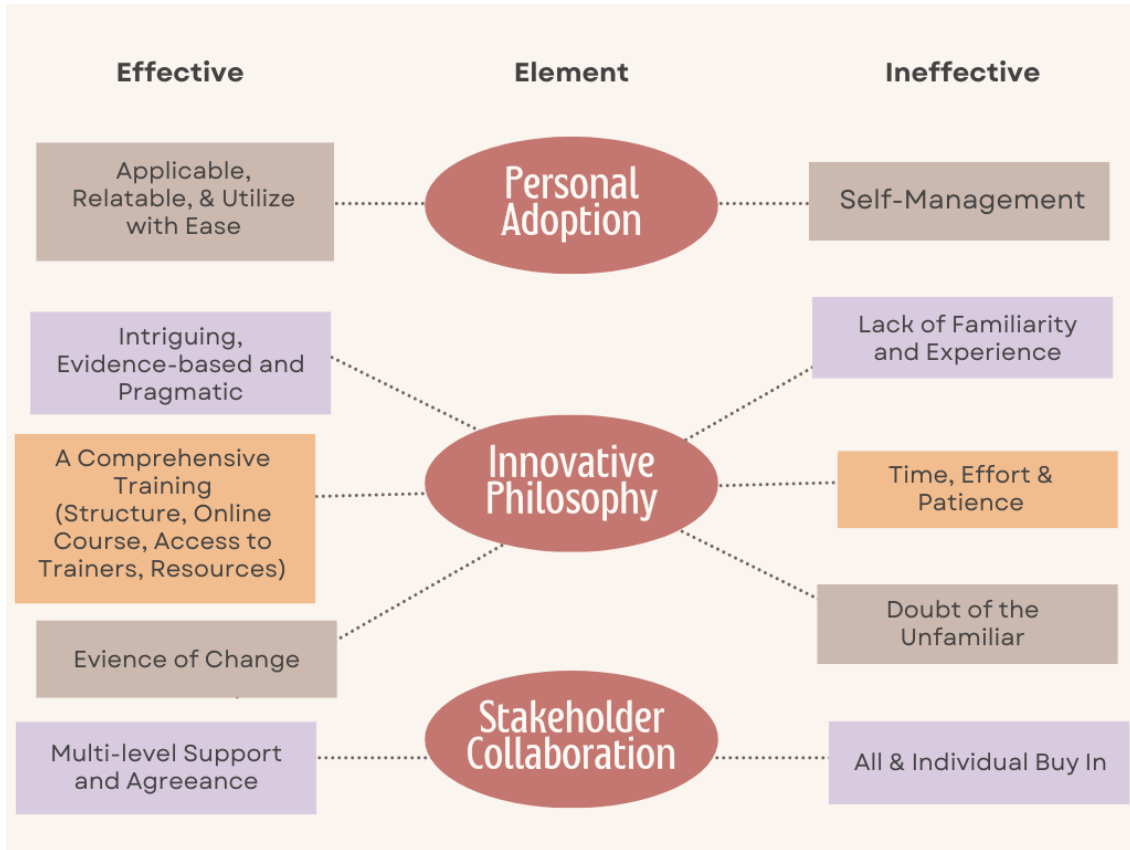 Effective
Element
Ineffective
Applicable,
Relatable, & Utilize
with Ease
Personal
Adoption
Self-Management
Intriguing,
Evidence-based and
Pragmatic
Lack of Familiarity
and Experience
A Comprehensive
Training
(Structure, Online
Course, Access to
Trainers, Resources)
Innovative
Philosophy
Time, Effort &
Patience
Evience of Change
Doubt of the
Unfamiliar
Multi-level Support
and Agreeance
Stakeholder
Collaboration
All & Individual Buy In